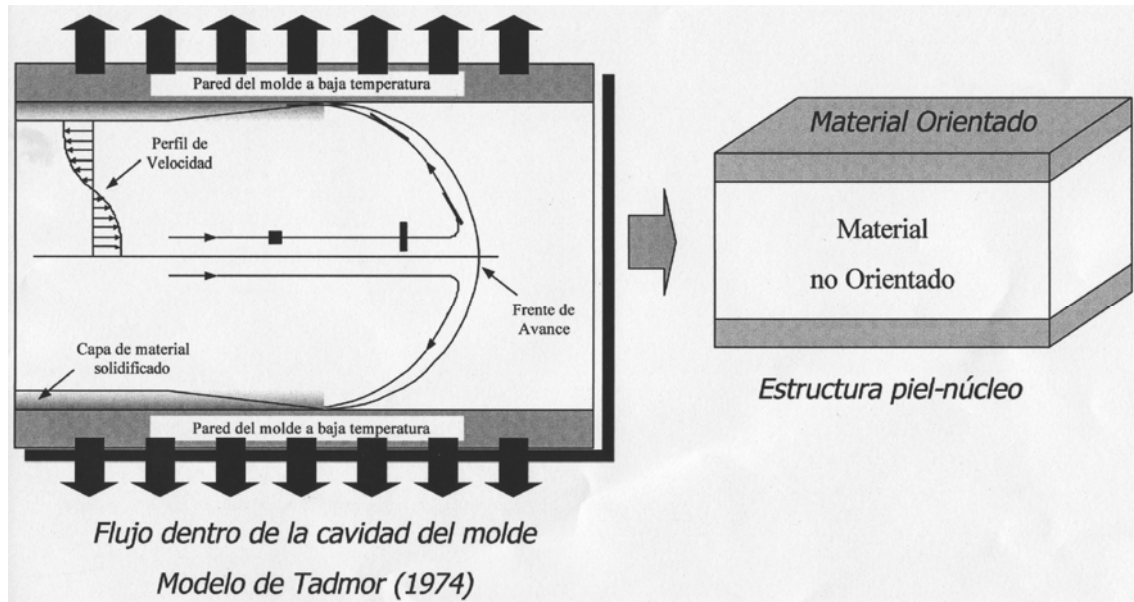 Pared del molde a baja temperatura
Perfil de
Velocidad
Frente de
Avance
Capa de material
solidificado
Pared del molde a baja temperatura
Flujo dentro de la cavidad del molde
Modelo de Tadmor (1974)
Material Orientado
Material
no Orientado
Estructura piel-núcleo